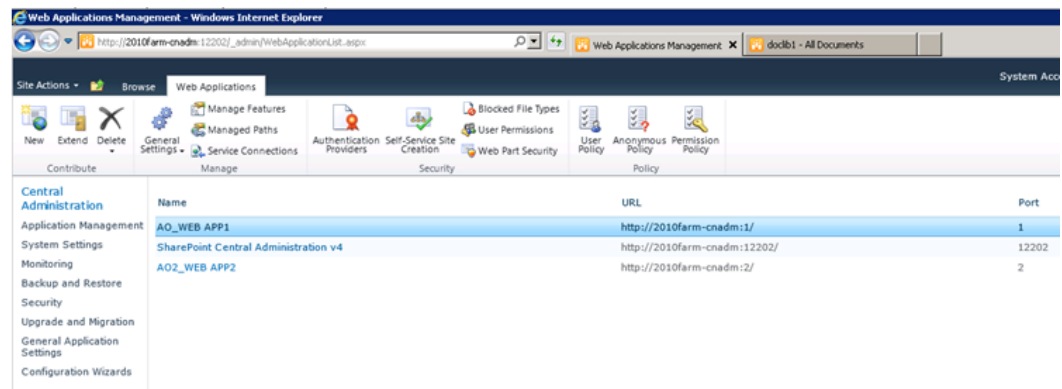 Web Applications Management - Windows Internet Explorer
http://2010farm-cnadm:12202/_admin/WebApplicationList.aspx
Web Applications Management
doclib1 - All Documents
Site Actions
Browse
Web Applications
System Acco
New
Extend
Delete
General Settings
Manage Features
Managed Paths
Service Connections
Authentication Providers
Self-Service Site Creation
Blocked File Types
User Permissions
Web Part Security
User Policy
Anonymous Policy
Permission Policy
Contribute
Manage
Security
Policy
Central
Administration
Application Management
System Settings
Monitoring
Backup and Restore
Security
Upgrade and Migration
General Application
Settings
Configuration Wizards
Name URL Port
AO_WEB APP1 http://2010farm-cnadm:1/ 1
SharePoint Central Administration v4 http://2010farm-cnadm:12202/ 12202
AO2_WEB APP2 http://2010farm-cnadm:2/ 2